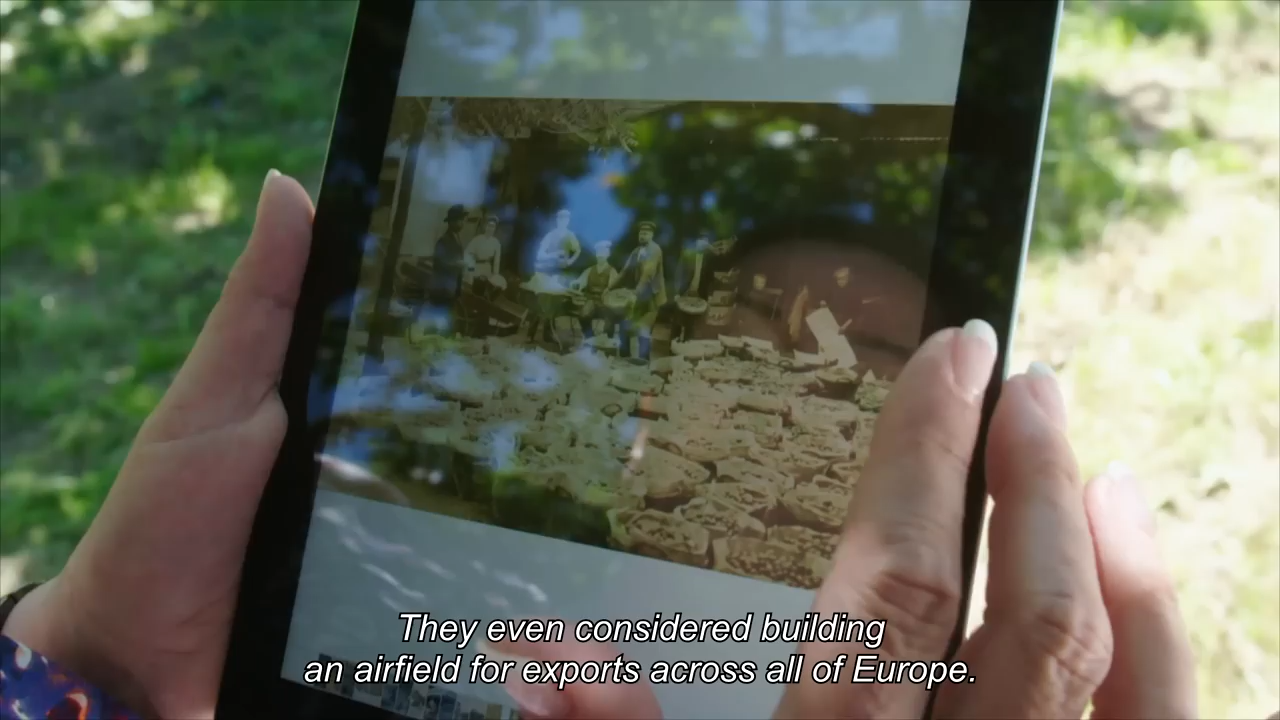 They even considered building
an airfield for exports across all of Europe.